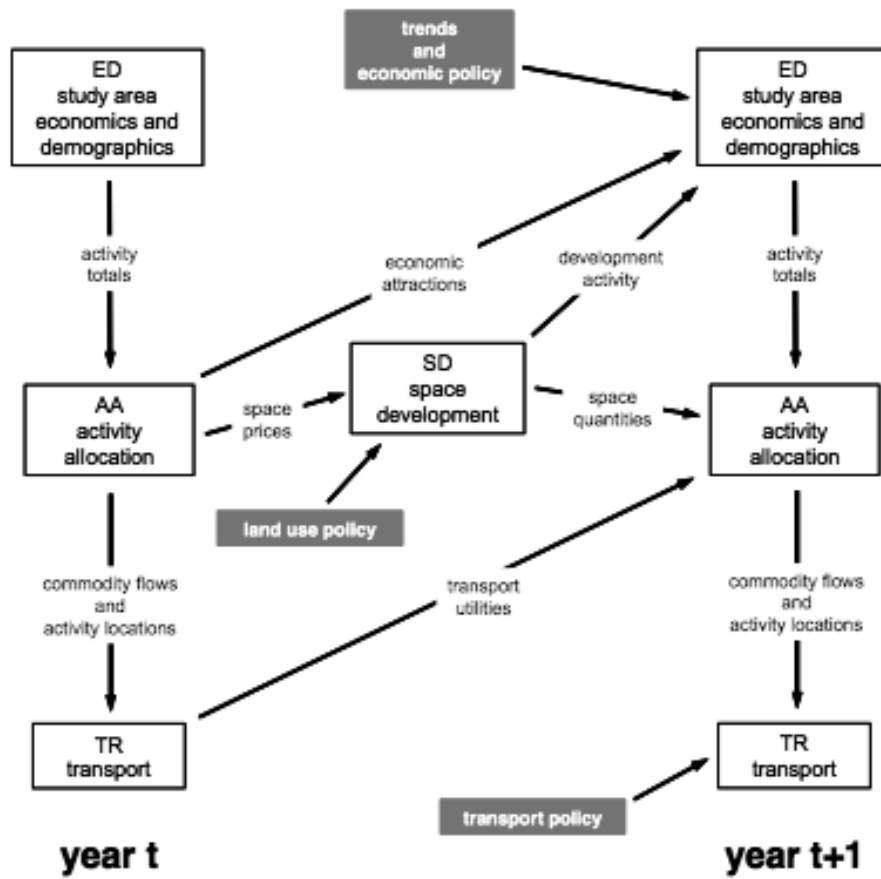 trends
and
economic policy
ED
study area
economics and
demographics
ED
study area
economics and
demographics
activity
totals
economic
attractions
development
activity
activity
totals
SD
space
development
AA
activity
allocation
space
prices
space
quantities
AA
activity
allocation
land use policy
commodity flows
and
activity locations
transport
utilities
commodity flows
and
activity locations
TR
transport
TR
transport
transport policy
year t
year t+1